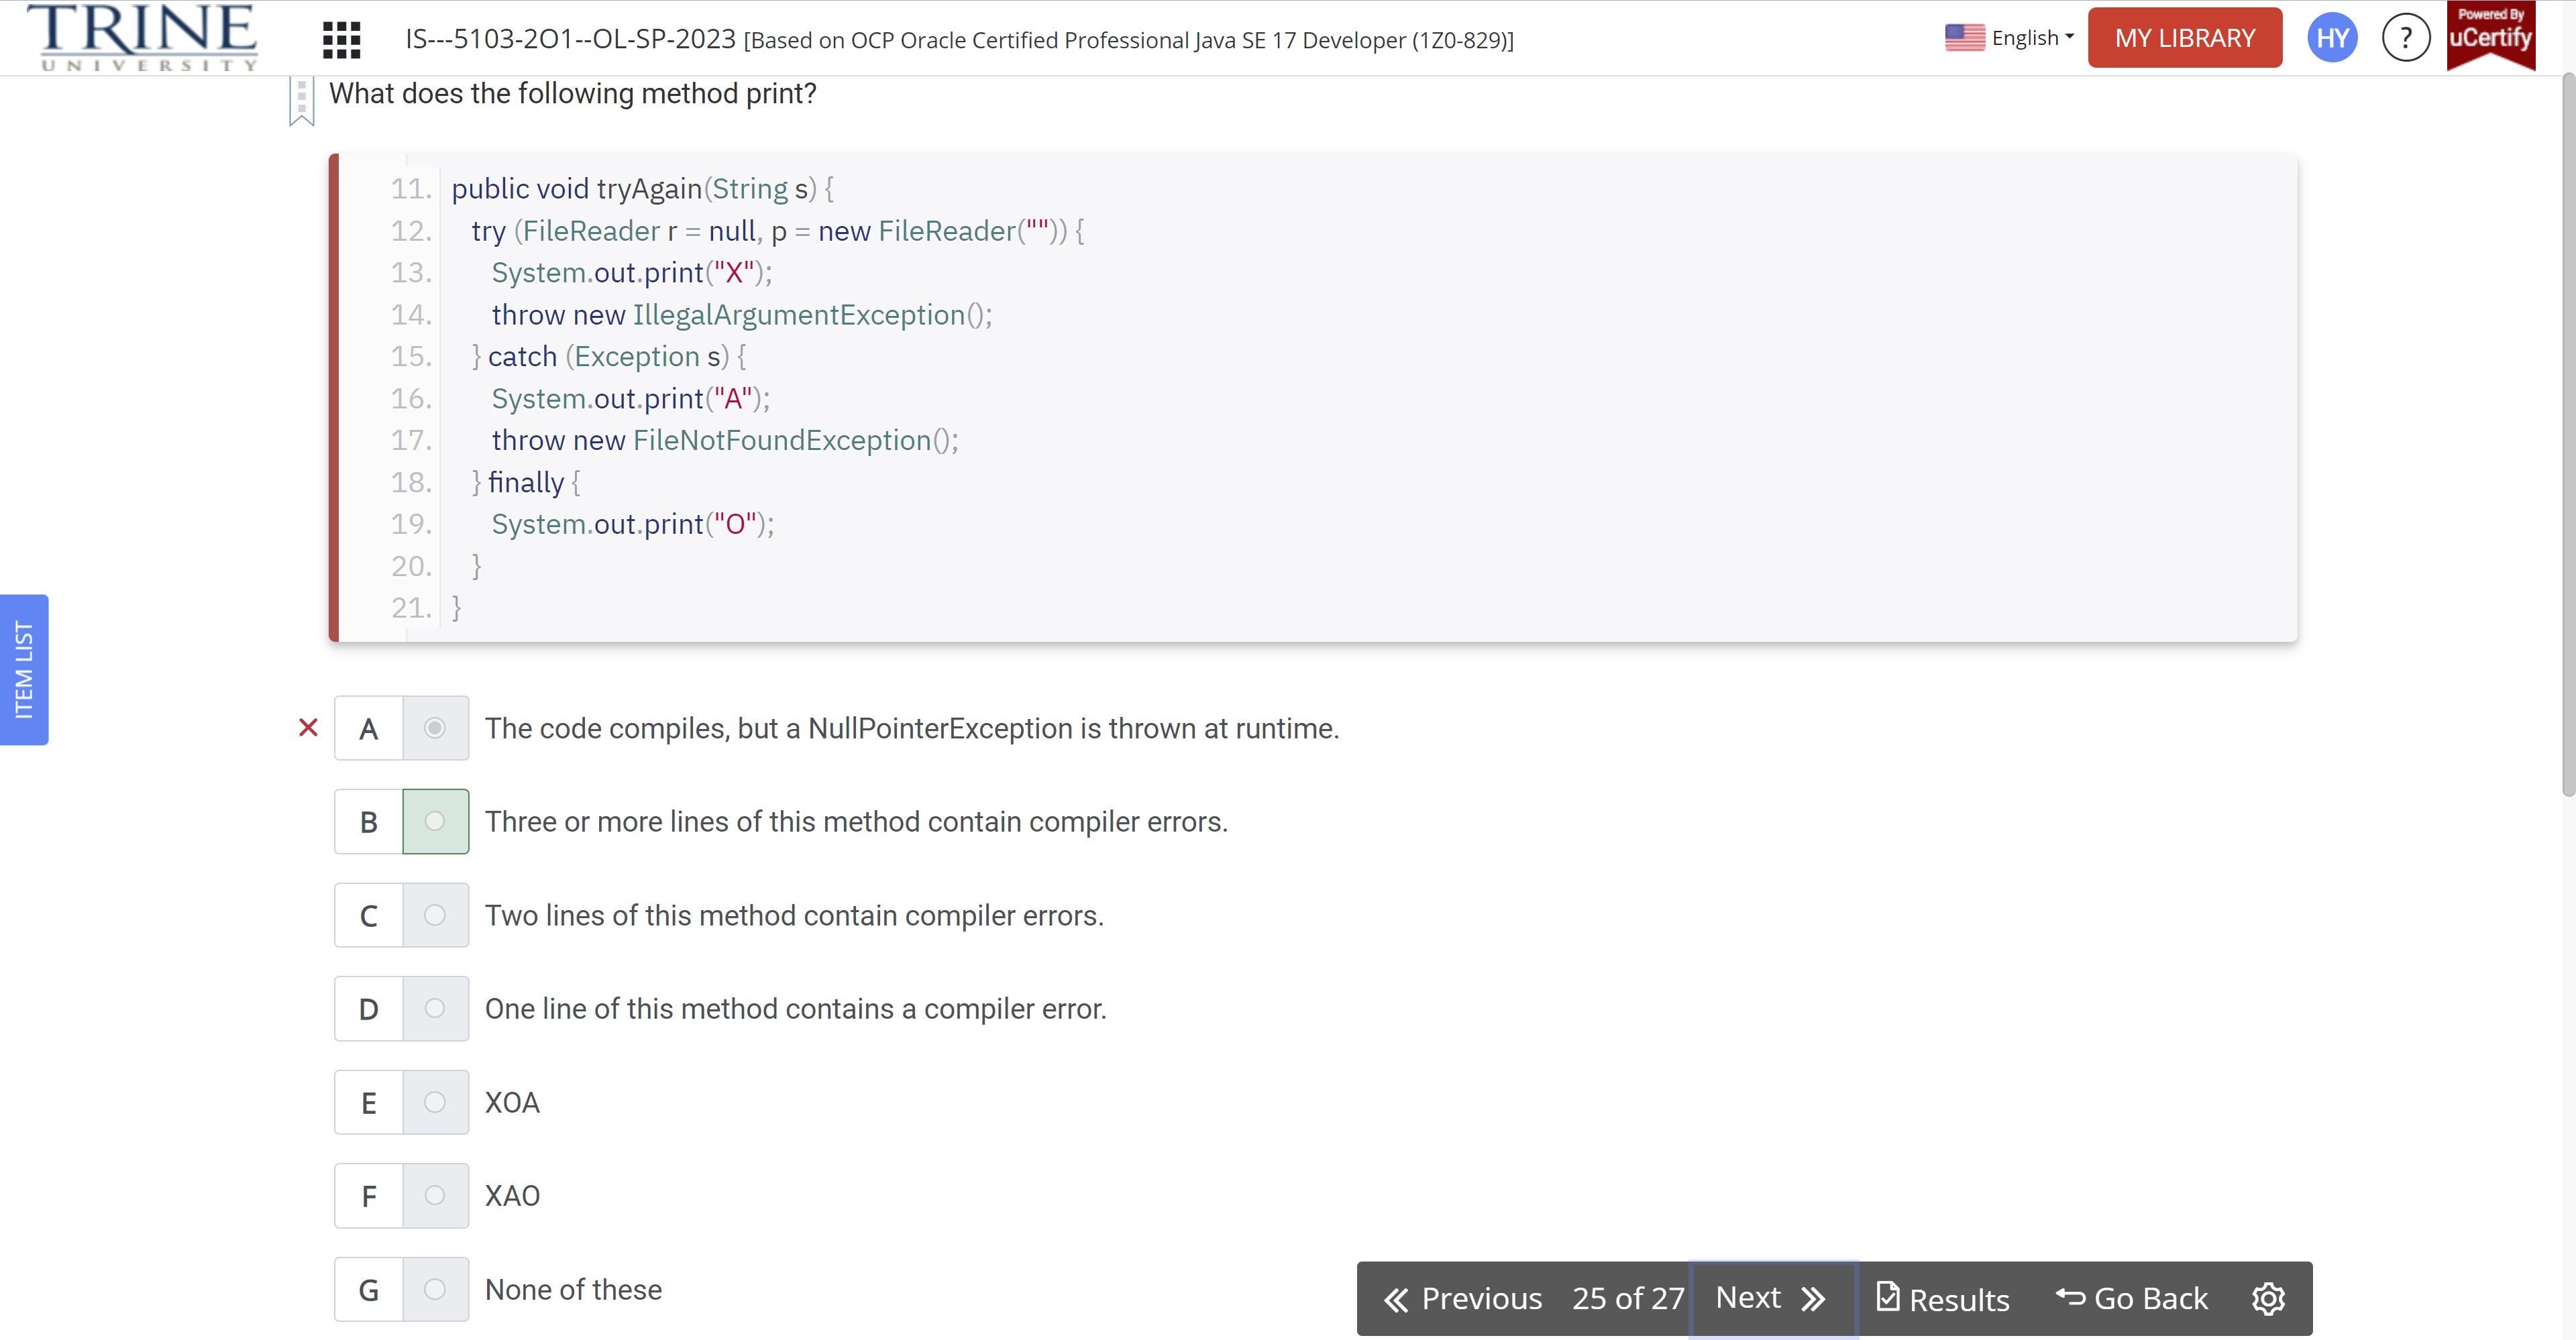 TRINE
UNIVERSITY
IS---5103-2O1--OL-SP-2023 [Based on OCP Oracle Certified Professional Java SE 17 Developer (1Z0-829)]
English
MY LIBRARY
HY
?
Powered By
uCertify
What does the following method print?
11. public void tryAgain(String s) {
12. try (FileReader r = null, p = new FileReader("")) {
13. System.out.print("X");
14. throw new IllegalArgumentException();
15. } catch (Exception s) {
16. System.out.print("A");
17. throw new FileNotFoundException();
18. } finally {
19. System.out.print("O");
20. }
21. }
ITEM LIST
A The code compiles, but a NullPointerException is thrown at runtime.
B Three or more lines of this method contain compiler errors.
C Two lines of this method contain compiler errors.
D One line of this method contains a compiler error.
E XOA
F XAO
G None of these
Previous 25 of 27 Next Results Go Back